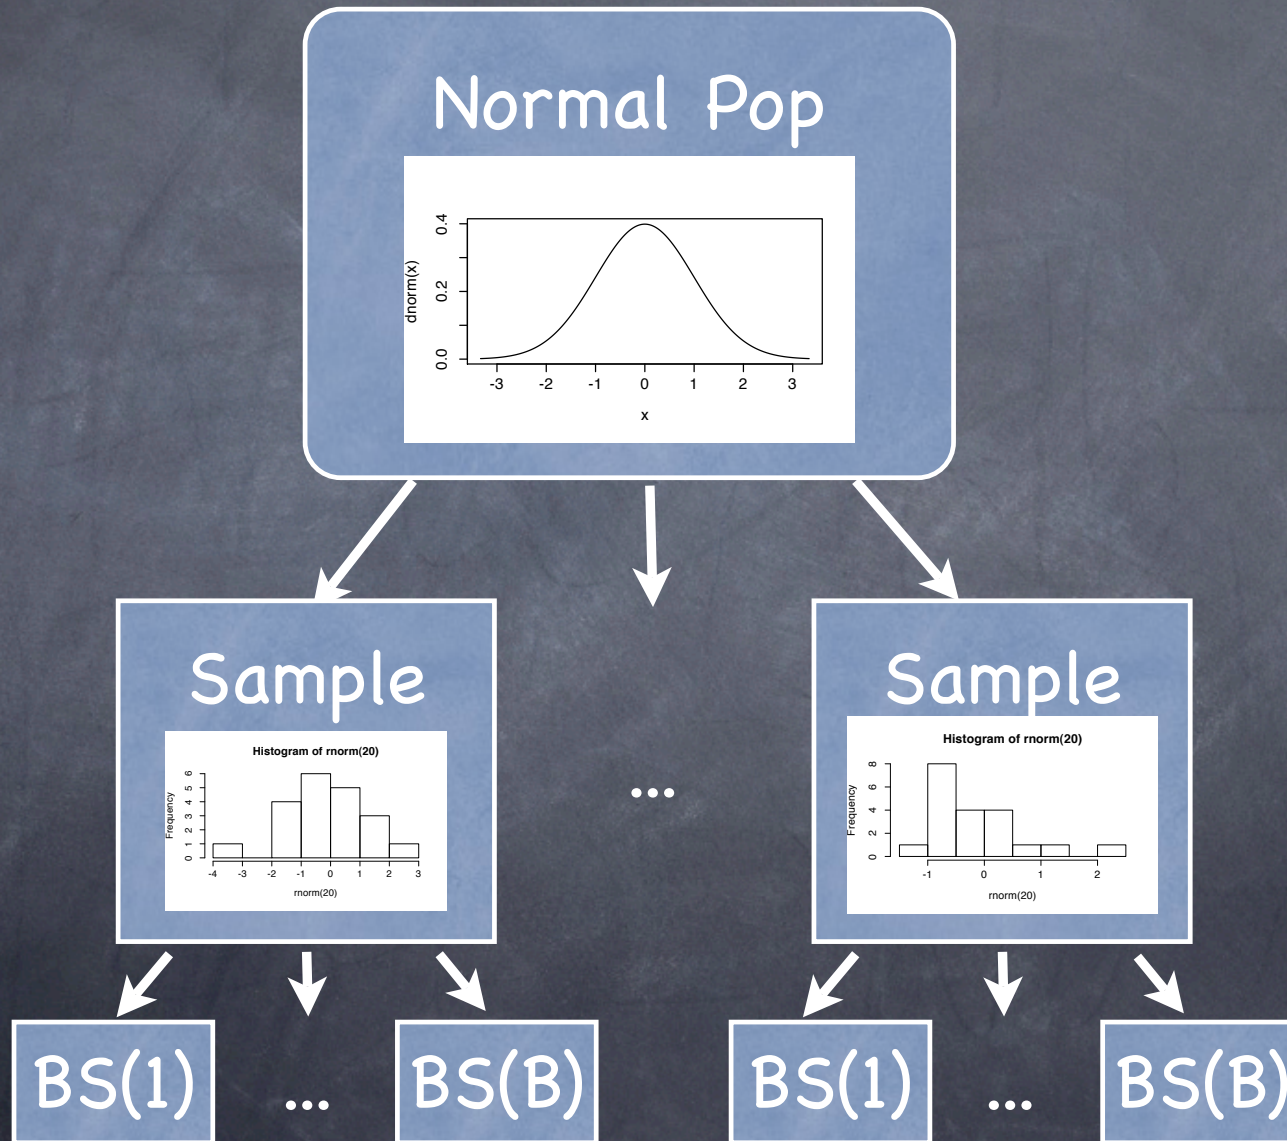 Normal Pop
0.4
0.2
0.0
dnorm(x)
-3 -2 -1 0 1 2 3
x
Sample
Histogram of rnorm(20)
6
5
4
3
2
1
0
Frequency
-4 -3 -2 -1 0 1 2 3
rnorm(20)
...
Sample
Histogram of rnorm(20)
8
6
4
2
0
Frequency
-1 0 1 2
rnorm(20)
BS(1) ... BS(B)
BS(1) ... BS(B)